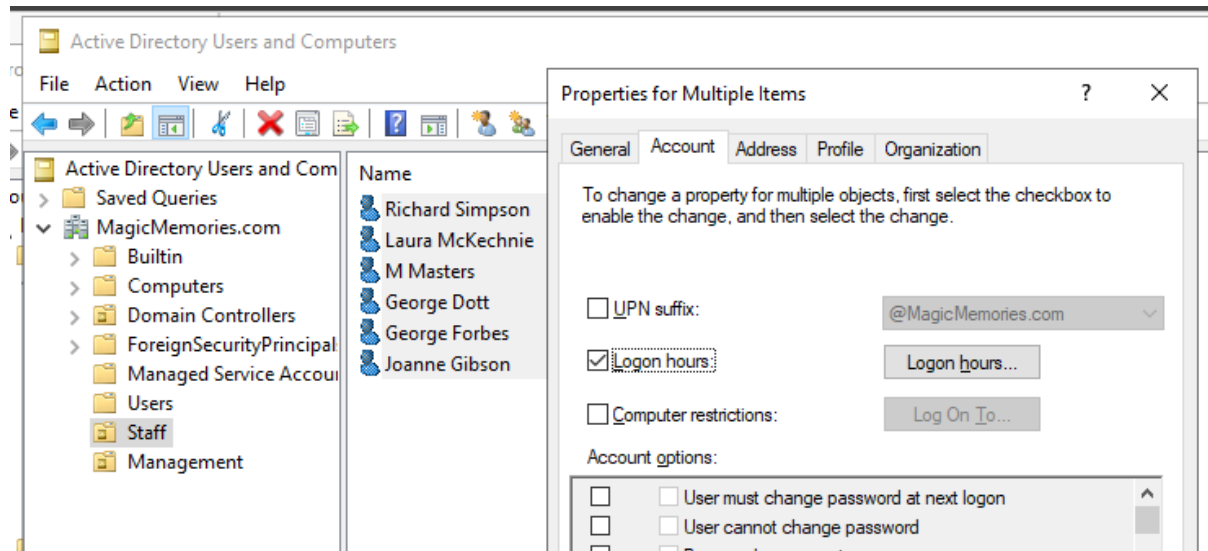 Active Directory Users and Computers
File Action View Help
Active Directory Users and Com
Saved Queries
MagicMemories.com
Builtin
Computers
Domain Controllers
ForeignSecurityPrincipal
Managed Service Accou
Users
Staff
Management
Name
Richard Simpson
Laura McKechnie
M Masters
George Dott
George Forbes
Joanne Gibson
Properties for Multiple Items ?
General Account Address Profile Organization
To change a property for multiple objects, first select the checkbox to
enable the change, and then select the change.
UPN suffix: @MagicMemories.com
Logon hours: Logon hours...
Computer restrictions: Log On To...
Account options:
User must change password at next logon
User cannot change password